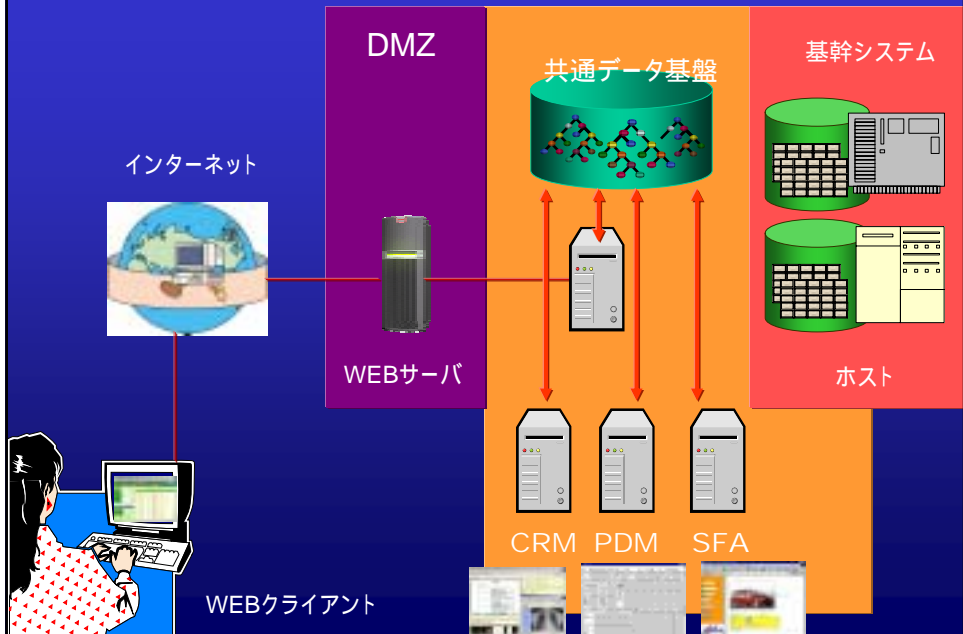 DMZ
共通データ基盤
基幹システム
インターネット
WEBサーバ
ホスト
CRM PDM SFA
WEBクライアント